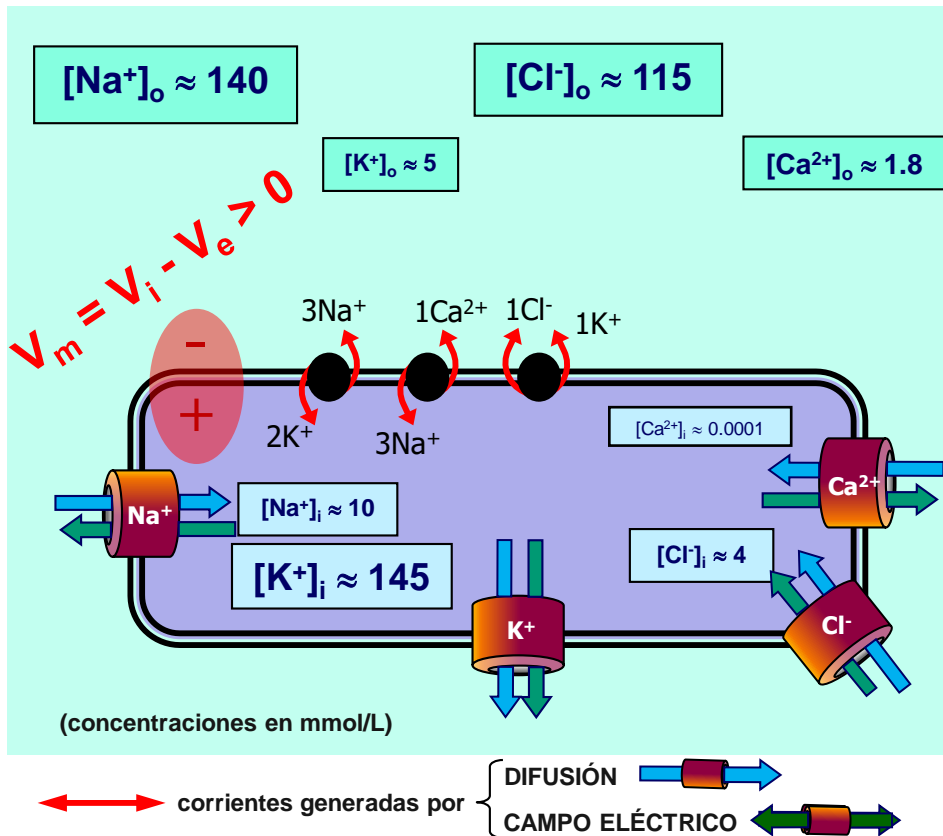 [Na⁺]ₒ ≈ 140
[Cl⁻]ₒ ≈ 115
[K⁺]ₒ ≈ 5
[Ca²⁺]ₒ ≈ 1.8
Vₘ = Vᵢ - Vₑ > 0
-
+
3Na⁺
1Ca²⁺
1Cl⁻
1K⁺
2K⁺
3Na⁺
[Ca²⁺]ᵢ ≈ 0.0001
Ca²⁺
Na⁺
[Na⁺]ᵢ ≈ 10
[Cl⁻]ᵢ ≈ 4
[K⁺]ᵢ ≈ 145
K⁺
Cl⁻
(concentraciones en mmol/L)
DIFUSIÓN
corrientes generadas por
CAMPO ELÉCTRICO